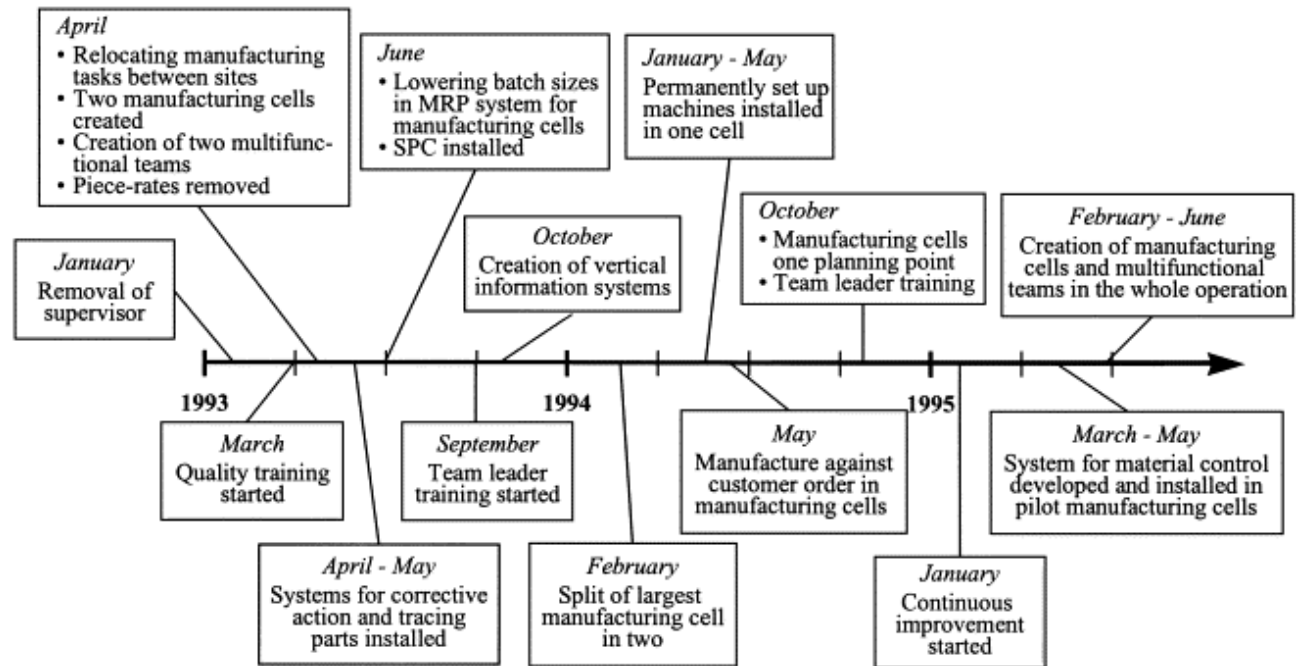 April
• Relocating manufacturing
tasks between sites
• Two manufacturing cells
created
• Creation of two multifunc-
tional teams
• Piece-rates removed
June
• Lowering batch sizes
in MRP system for
manufacturing cells
• SPC installed
January - May
Permanently set up
machines installed
in one cell
January
Removal of
supervisor
October
Creation of vertical
information systems
October
• Manufacturing cells
one planning point
• Team leader training
February - June
Creation of manufacturing
cells and multifunctional
teams in the whole operation
1993
1994
1995
March
Quality training
started
September
Team leader
training started
May
Manufacture against
customer order in
manufacturing cells
March - May
System for material control
developed and installed in
pilot manufacturing cells
April - May
Systems for corrective
action and tracing
parts installed
February
Split of largest
manufacturing cell
in two
January
Continuous
improvement
started